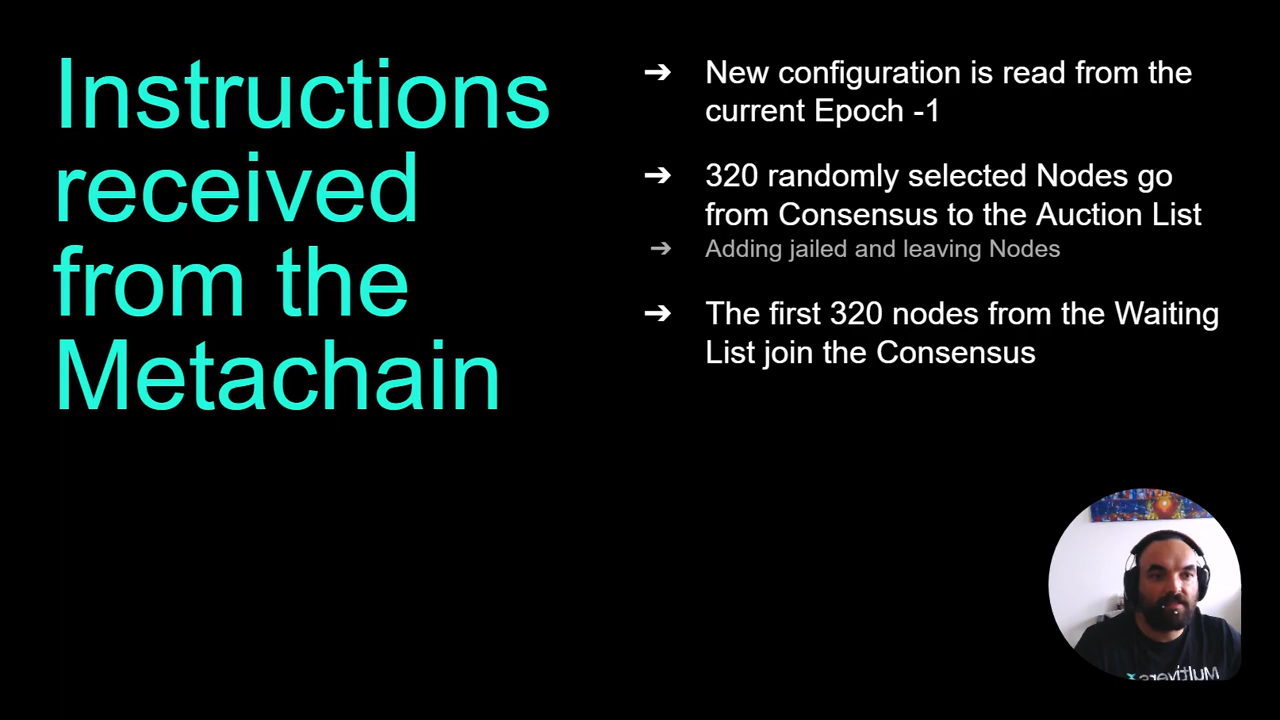 Instructions
received
from the
Metachain
➔ New configuration is read from the
current Epoch -1
➔ 320 randomly selected Nodes go
from Consensus to the Auction List
➔ Adding jailed and leaving Nodes
➔ The first 320 nodes from the Waiting
List join the Consensus